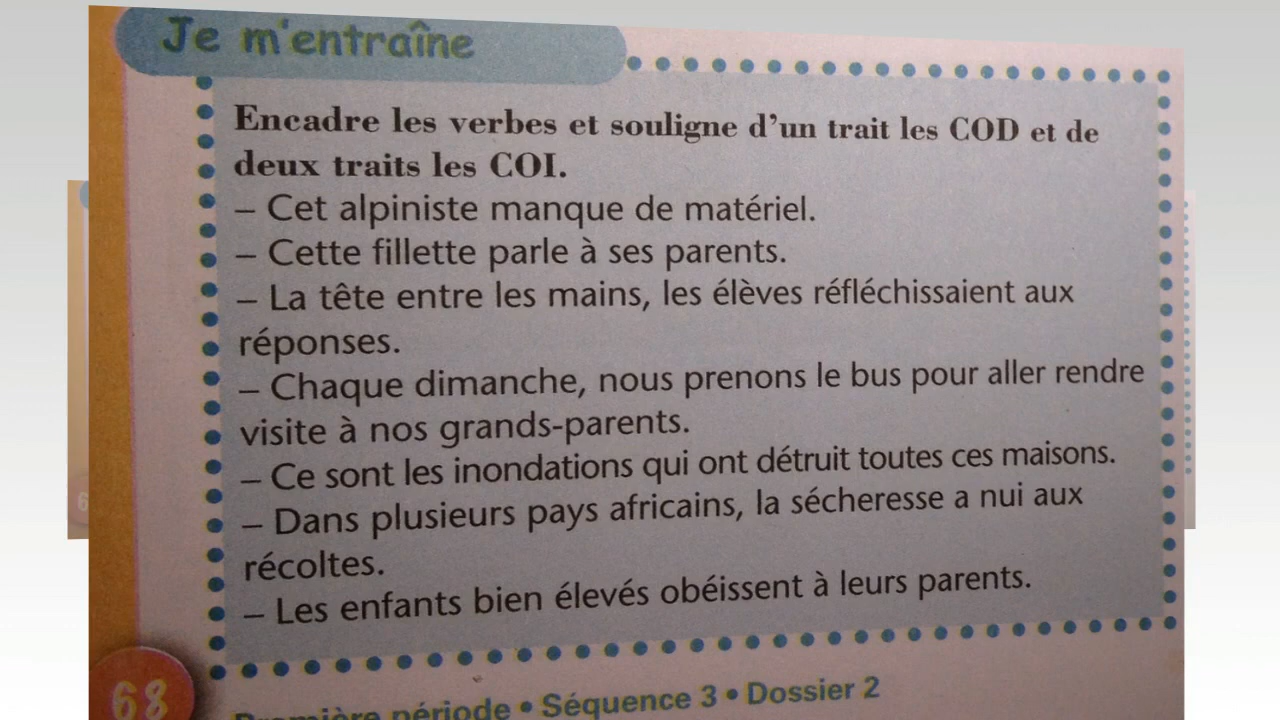 Je m'entraîne
Encadre les verbes et souligne d'un trait les COD et de
deux traits les COI.
– Cet alpiniste manque de matériel.
– Cette fillette parle à ses parents.
– La tête entre les mains, les élèves réfléchissaient aux
réponses.
– Chaque dimanche, nous prenons le bus pour aller rendre
visite à nos grands-parents.
– Ce sont les inondations qui ont détruit toutes ces maisons.
– Dans plusieurs pays africains, la sécheresse a nui aux
récoltes.
– Les enfants bien élevés obéissent à leurs parents.
68
Première période • Séquence 3 • Dossier 2